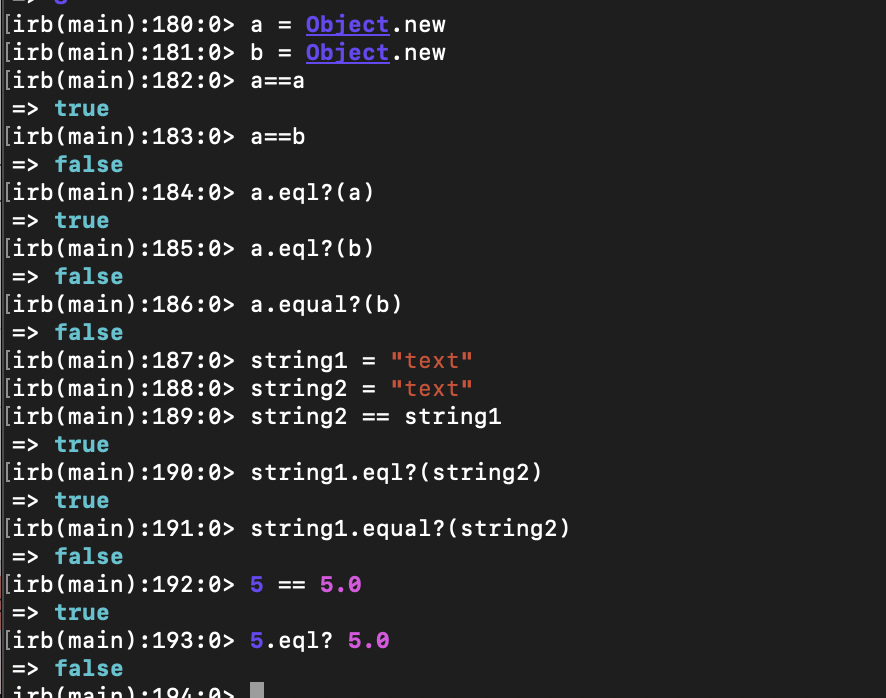 irb(main):180:0> a = Object.new
irb(main):181:0> b = Object.new
irb(main):182:0> a==a
=> true
irb(main):183:0> a==b
=> false
irb(main):184:0> a.eql?(a)
=> true
irb(main):185:0> a.eql?(b)
=> false
irb(main):186:0> a.equal?(b)
=> false
irb(main):187:0> string1 = "text"
irb(main):188:0> string2 = "text"
irb(main):189:0> string2 == string1
=> true
irb(main):190:0> string1.eql?(string2)
=> true
irb(main):191:0> string1.equal?(string2)
=> false
irb(main):192:0> 5 == 5.0
=> true
irb(main):193:0> 5.eql? 5.0
=> false
irb(main):194:0>